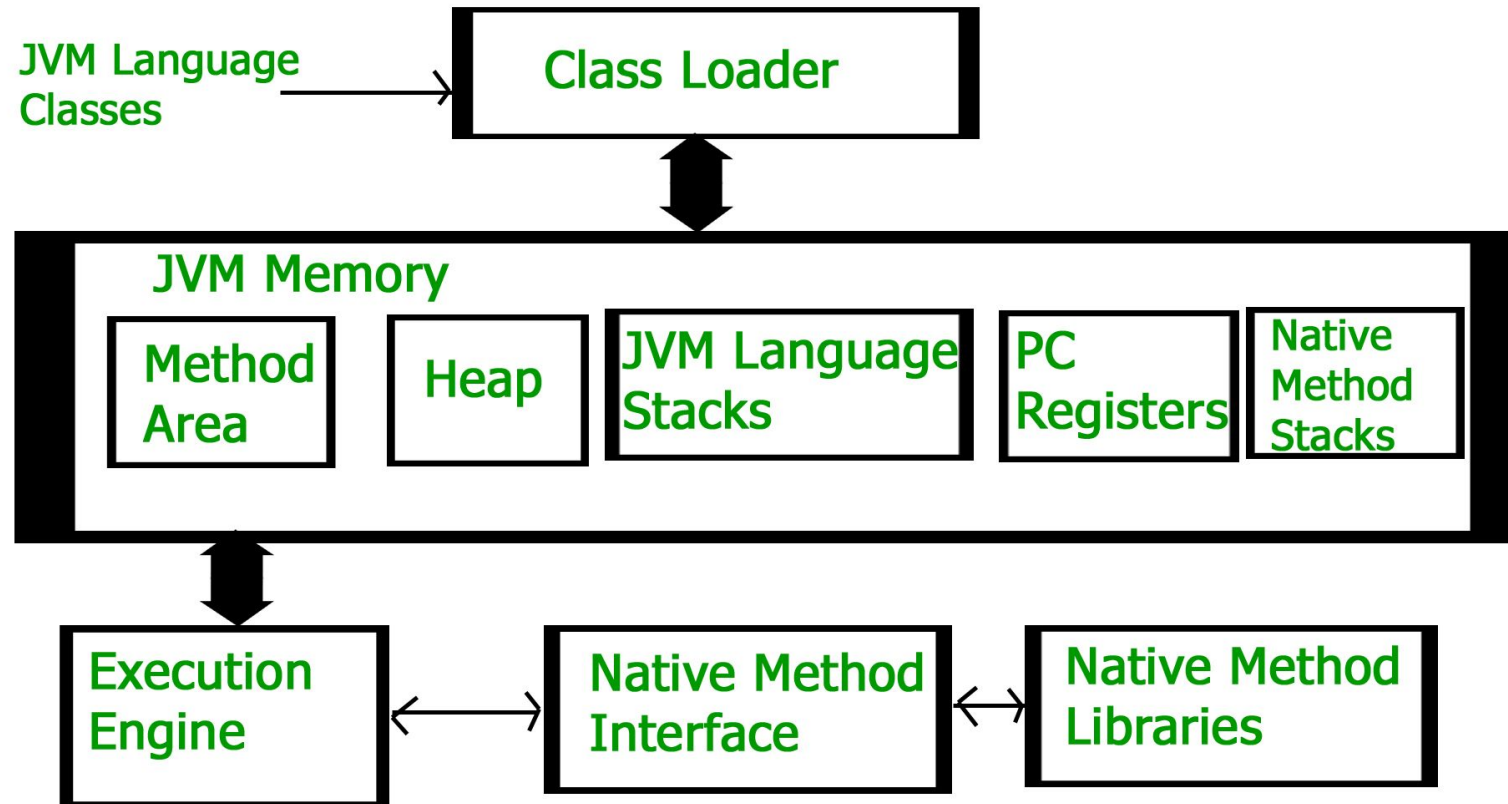 JVM Language
Classes
Class Loader
JVM Memory
Method
Area
Heap
JVM Language
Stacks
PC
Registers
Native
Method
Stacks
Execution
Engine
Native Method
Interface
Native Method
Libraries